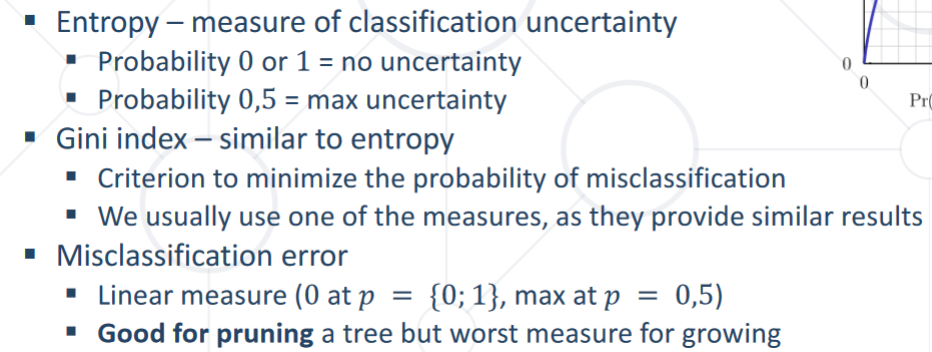 ▪ Entropy – measure of classification uncertainty
▪ Probability 0 or 1 = no uncertainty
▪ Probability 0,5 = max uncertainty
▪ Gini index – similar to entropy
▪ Criterion to minimize the probability of misclassification
▪ We usually use one of the measures, as they provide similar results
▪ Misclassification error
▪ Linear measure (0 at p = {0; 1}, max at p = 0,5)
▪ Good for pruning a tree but worst measure for growing
0
0
Pr(